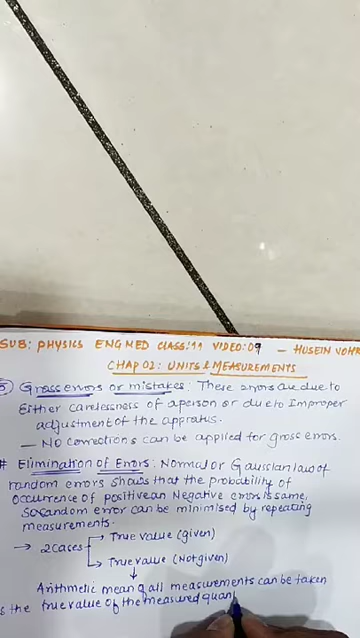 SUB: PHYSICS ENG MED CLASS:11 VIDEO:09 – HUSEIN VOHR
CHAP 02: UNITS & MEASUREMENTS
5) Gross errors or mistakes: These errors are due to
Either carelessness of a person or due to Improper
adjustment of the appratus.
– No corrections can be applied for gross errors.
# Elimination of Errors: Normal or Gaussian law of
random errors shows that the probability of
occurrence of positive an Negative errors is same,
So random error can be minimised by repeating
measurements.
→ 2 cases → True value (given)
→ True value (Not given)
↓
Arithmetic mean of all measurements can be taken
s the true value of the measured quan